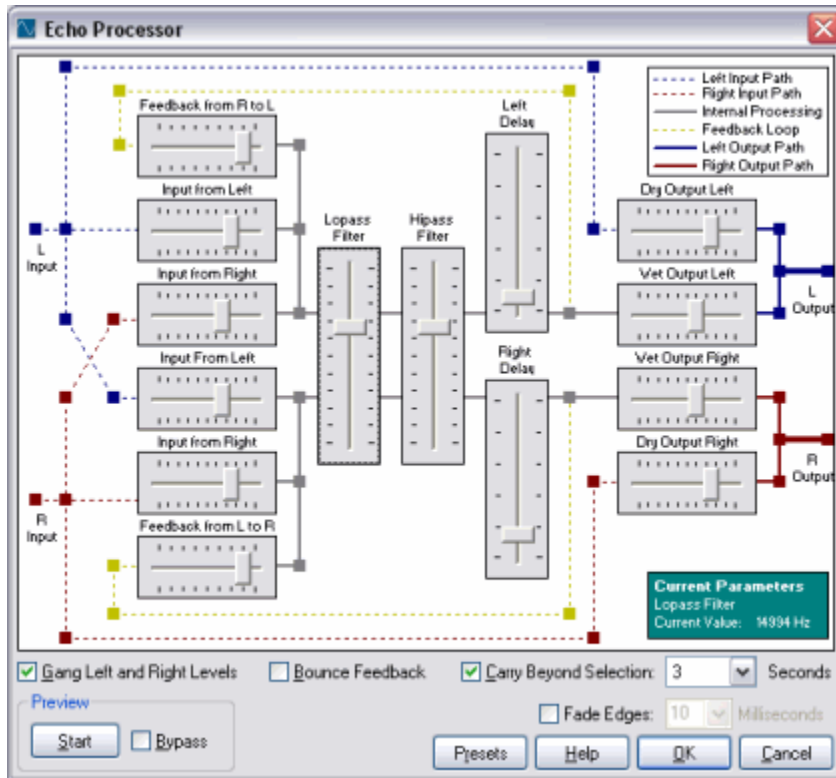 Echo Processor
Left Input Path
Right Input Path
Internal Processing
Feedback Loop
Left Output Path
Right Output Path
Feedback from R to L
Left
Delay
Input from Left
Lopass
Filter
Hipass
Filter
Dry Output Left
L
Input
Input from Right
Wet Output Left
L
Output
Input From Left
Right
Delay
Wet Output Right
Input from Right
Dry Output Right
R
Output
R
Input
Feedback from L to R
Current Parameters
Lopass Filter
Current Value: 14994 Hz
Gang Left and Right Levels
Bounce Feedback
Carry Beyond Selection: 3 Seconds
Preview
Fade Edges: 10 Milliseconds
Start
Bypass
Presets
Help
OK
Cancel